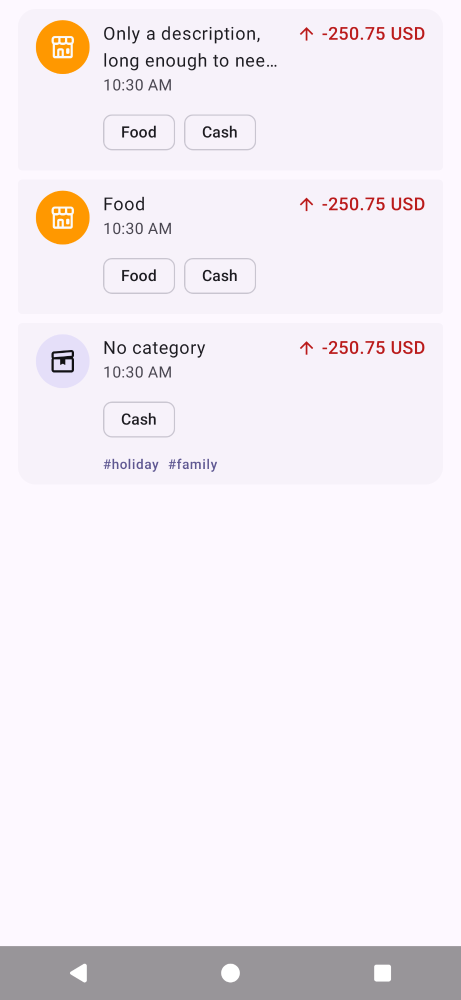 Only a description, ↑ -250.75 USD
long enough to nee…
10:30 AM
Food Cash
Food ↑ -250.75 USD
10:30 AM
Food Cash
No category ↑ -250.75 USD
10:30 AM
Cash
#holiday #family